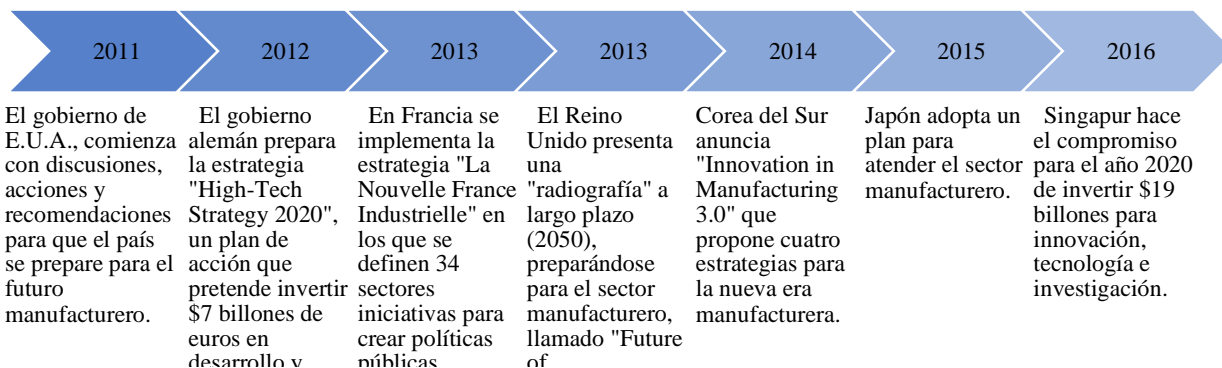 2011
2012
2013
2013
2014
2015
2016
El gobierno de
E.U.A., comienza
con discusiones,
acciones y
recomendaciones
para que el país
se prepare para el
futuro
manufacturero.
El gobierno
alemán prepara
la estrategia
"High-Tech
Strategy 2020",
un plan de
acción que
pretende invertir
$7 billones de
euros en
desarrollo y
En Francia se
implementa la
estrategia "La
Nouvelle France
Industrielle" en
los que se
definen 34
sectores
iniciativas para
crear políticas
públicas
El Reino
Unido presenta
una
"radiografía" a
largo plazo
(2050),
preparándose
para el sector
manufacturero,
llamado "Future
of
Corea del Sur
anuncia
"Innovation in
Manufacturing
3.0" que
propone cuatro
estrategias para
la nueva era
manufacturera.
Japón adopta un
plan para
atender el sector
manufacturero.
Singapur hace
el compromiso
para el año 2020
de invertir $19
billones para
innovación,
tecnología e
investigación.